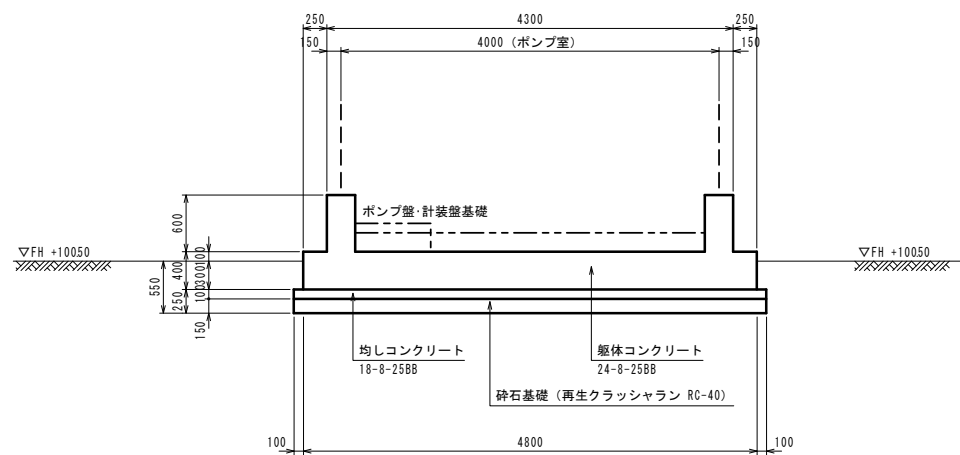 250
4300
250
150
4000 (ポンプ室)
150
600
ポンプ盤·計装盤基礎
▽FH +100.50
▽FH +100.50
100
400
300
550
250
100
150
均しコンクリート
18-8-25BB
躯体コンクリート
24-8-25BB
砕石基礎 (再生クラッシャラン RC-40)
100
4800
100